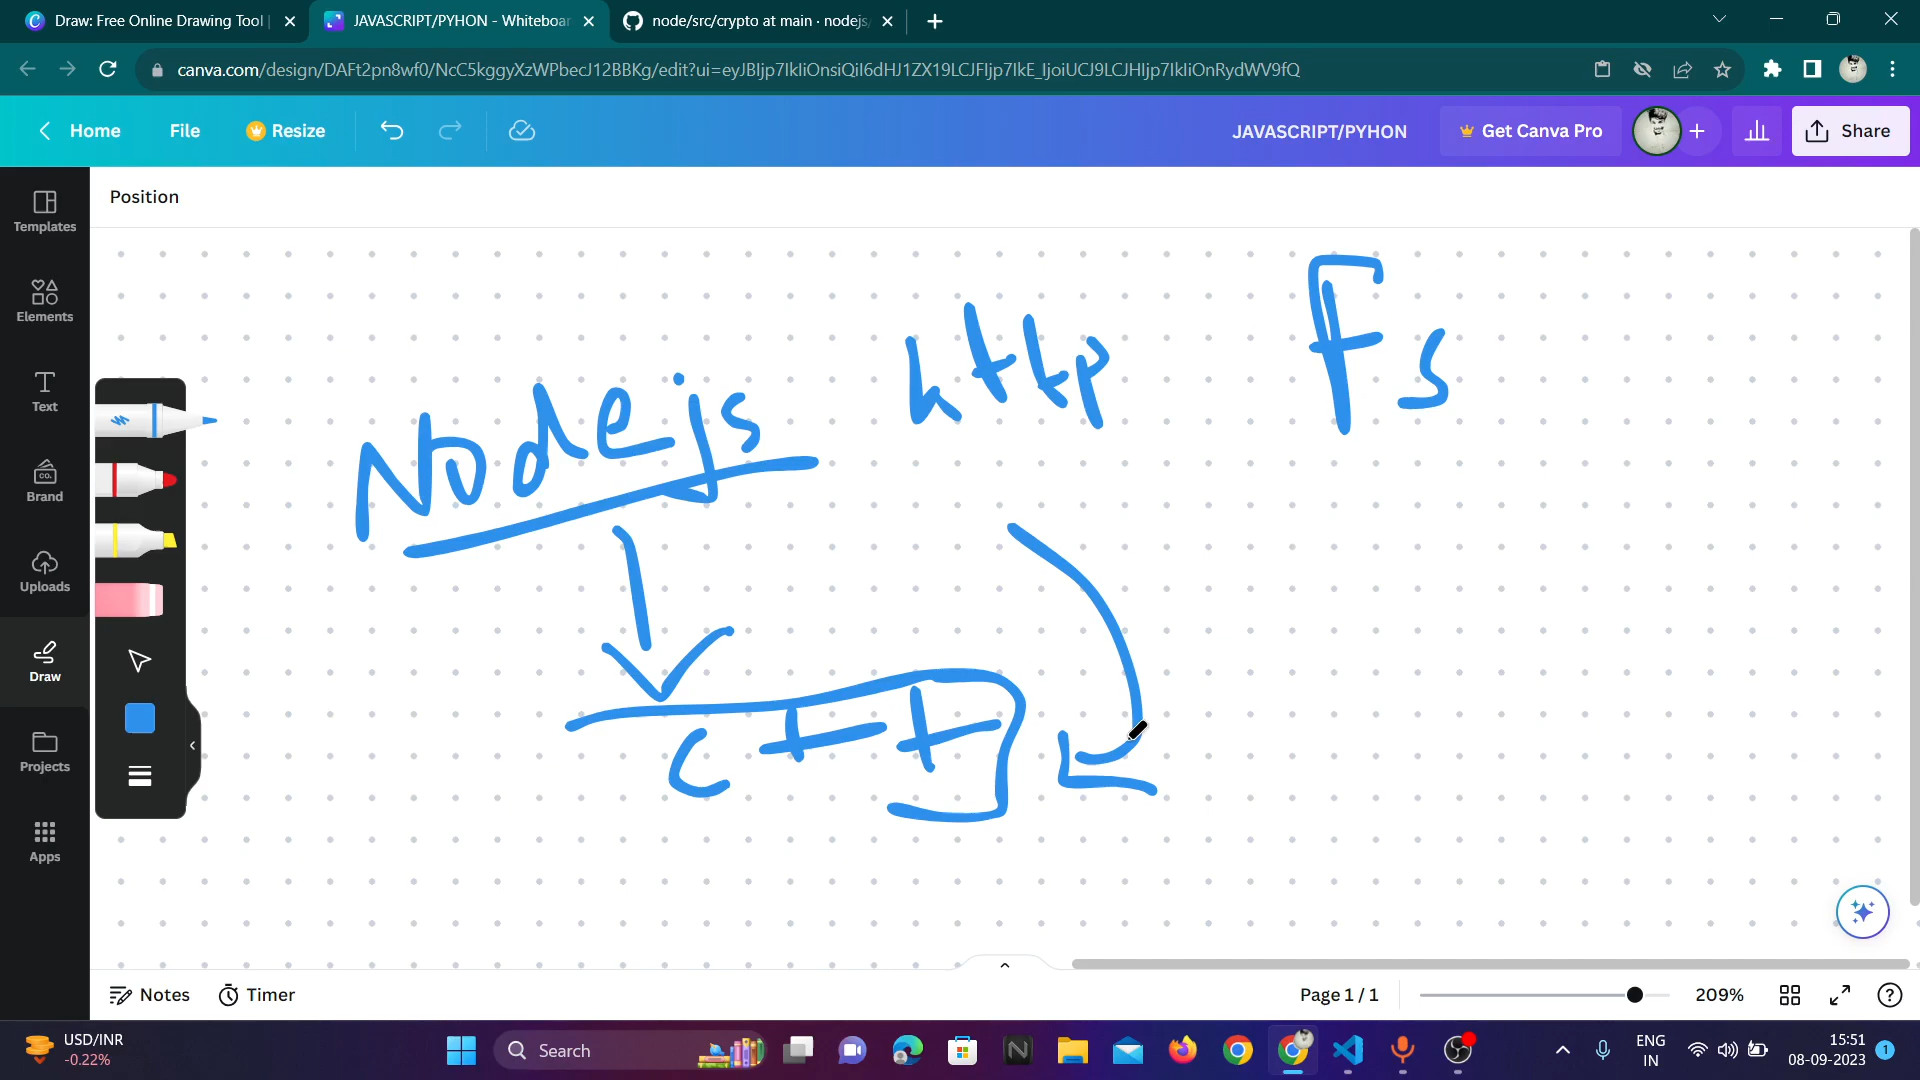 Draw: Free Online Drawing Tool |
JAVASCRIPT/PYHON - Whiteboar
node/src/crypto at main · nodejs
canva.com/design/DAFt2pn8wf0/NcC5kggyXzWPbecJ12BBKg/edit?ui=eyJBIjp7IkIiOnsiQiI6dHJ1ZX19LCJFIjp7IkE_IjoiUCJ9LCJHIjp7IkIiOnRydWV9fQ
Home
File
Resize
JAVASCRIPT/PYHON
Get Canva Pro
Share
Templates
Elements
Text
CO.
Brand
Uploads
Draw
Projects
Apps
Position
http
Fs
Nodejs
C++
Notes
Timer
Page 1 / 1
209%
USD/INR
-0.22%
Search
ENG
IN
15:51
08-09-2023
1